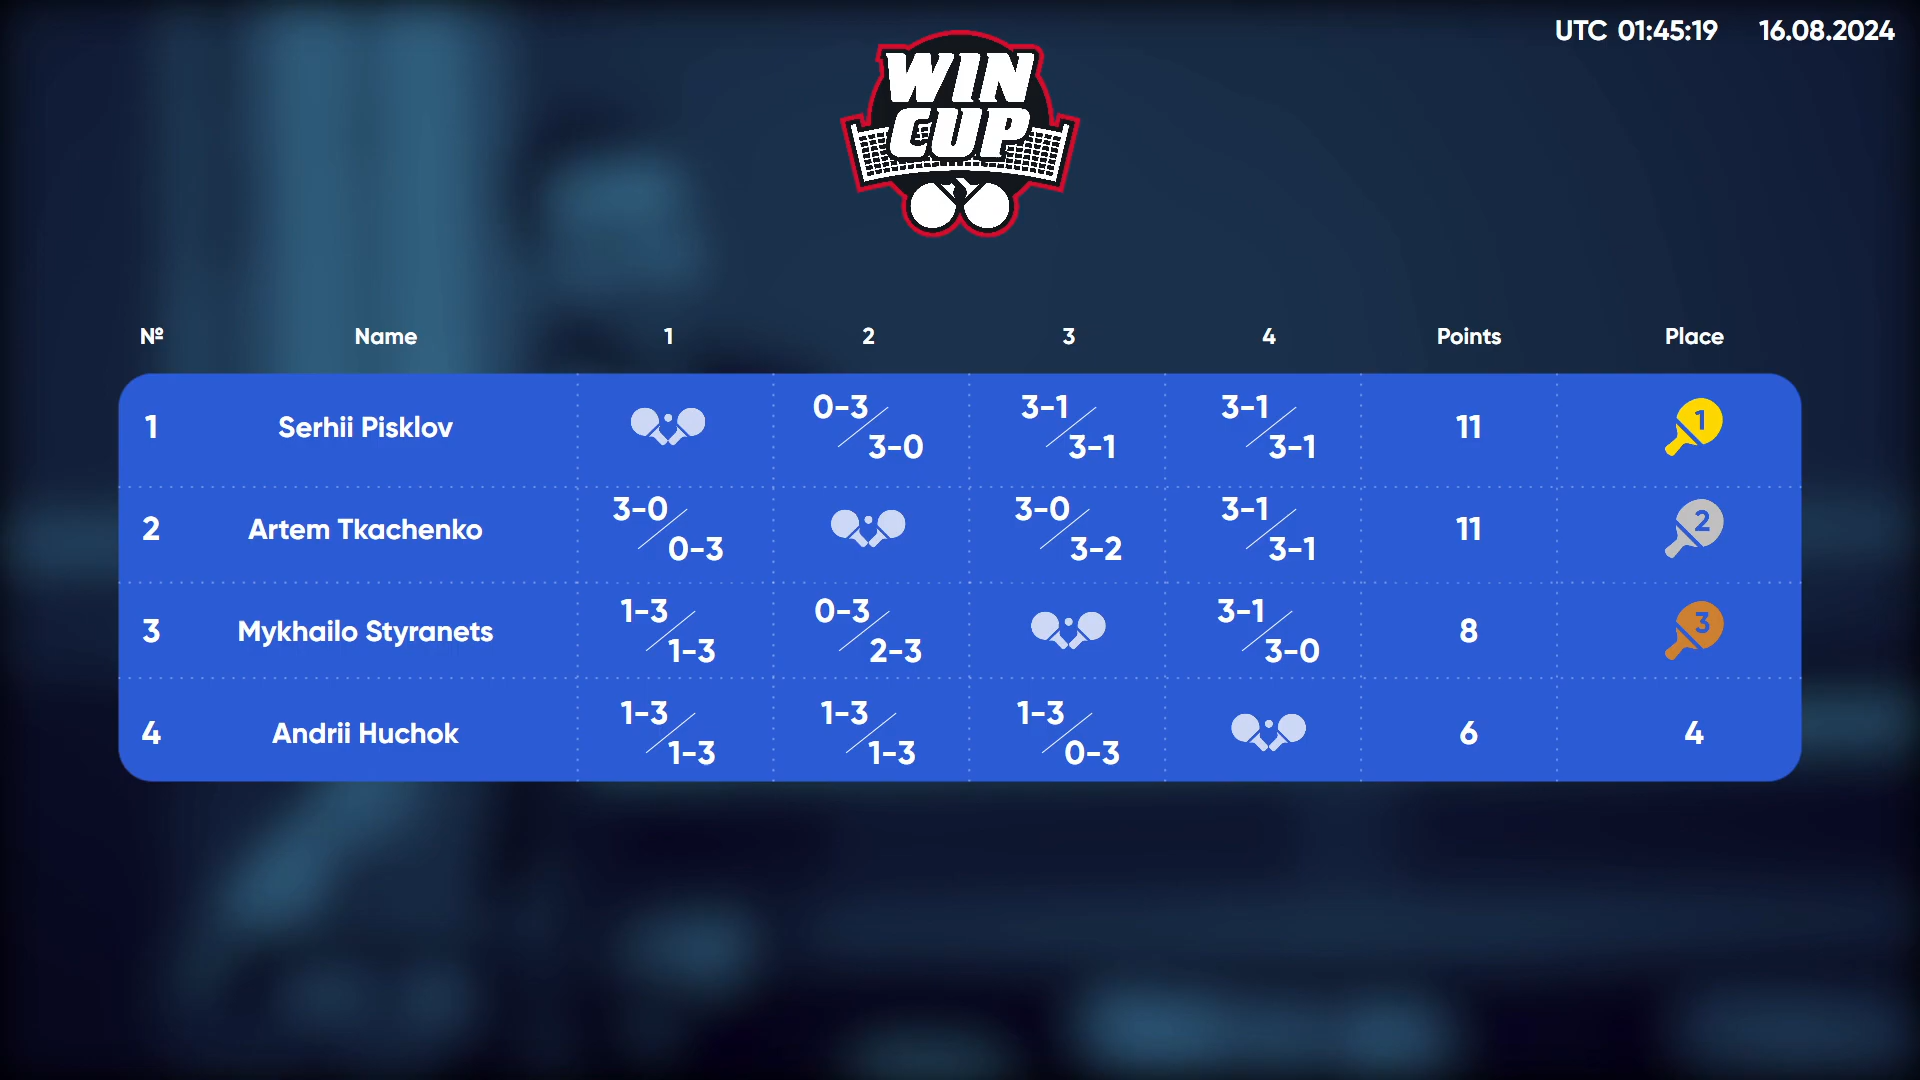 UTC 01:45:19 16.08.2024
WIN
CUP
Nº Name 1 2 3 4 Points Place
1 Serhii Pisklov 0-3 3-0 3-1 3-1 3-1 3-1 11 1
2 Artem Tkachenko 3-0 0-3 3-0 3-2 3-1 3-1 11 2
3 Mykhailo Styranets 1-3 1-3 0-3 2-3 3-1 3-0 8 3
4 Andrii Huchok 1-3 1-3 1-3 1-3 1-3 0-3 6 4